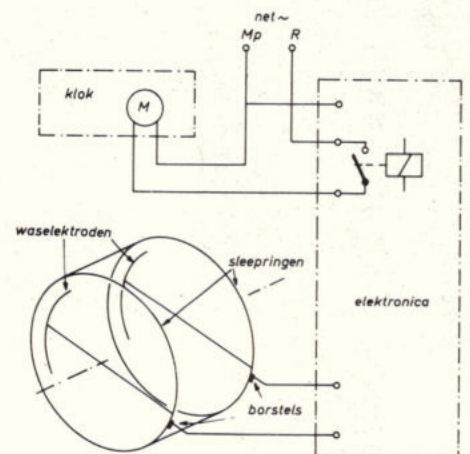 net ~
Mp R
klok
M
waselektroden
sleepringen
elektronica
borstels